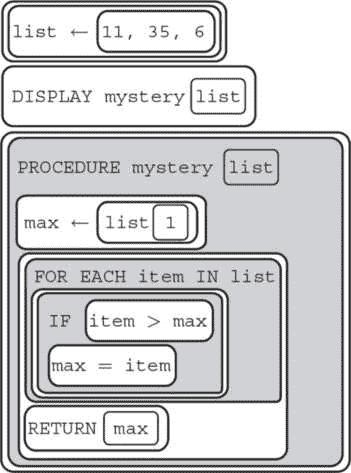 list ← 11, 35, 6
DISPLAY mystery list
PROCEDURE mystery list
max ← list 1
FOR EACH item IN list
IF item > max
max = item
RETURN max